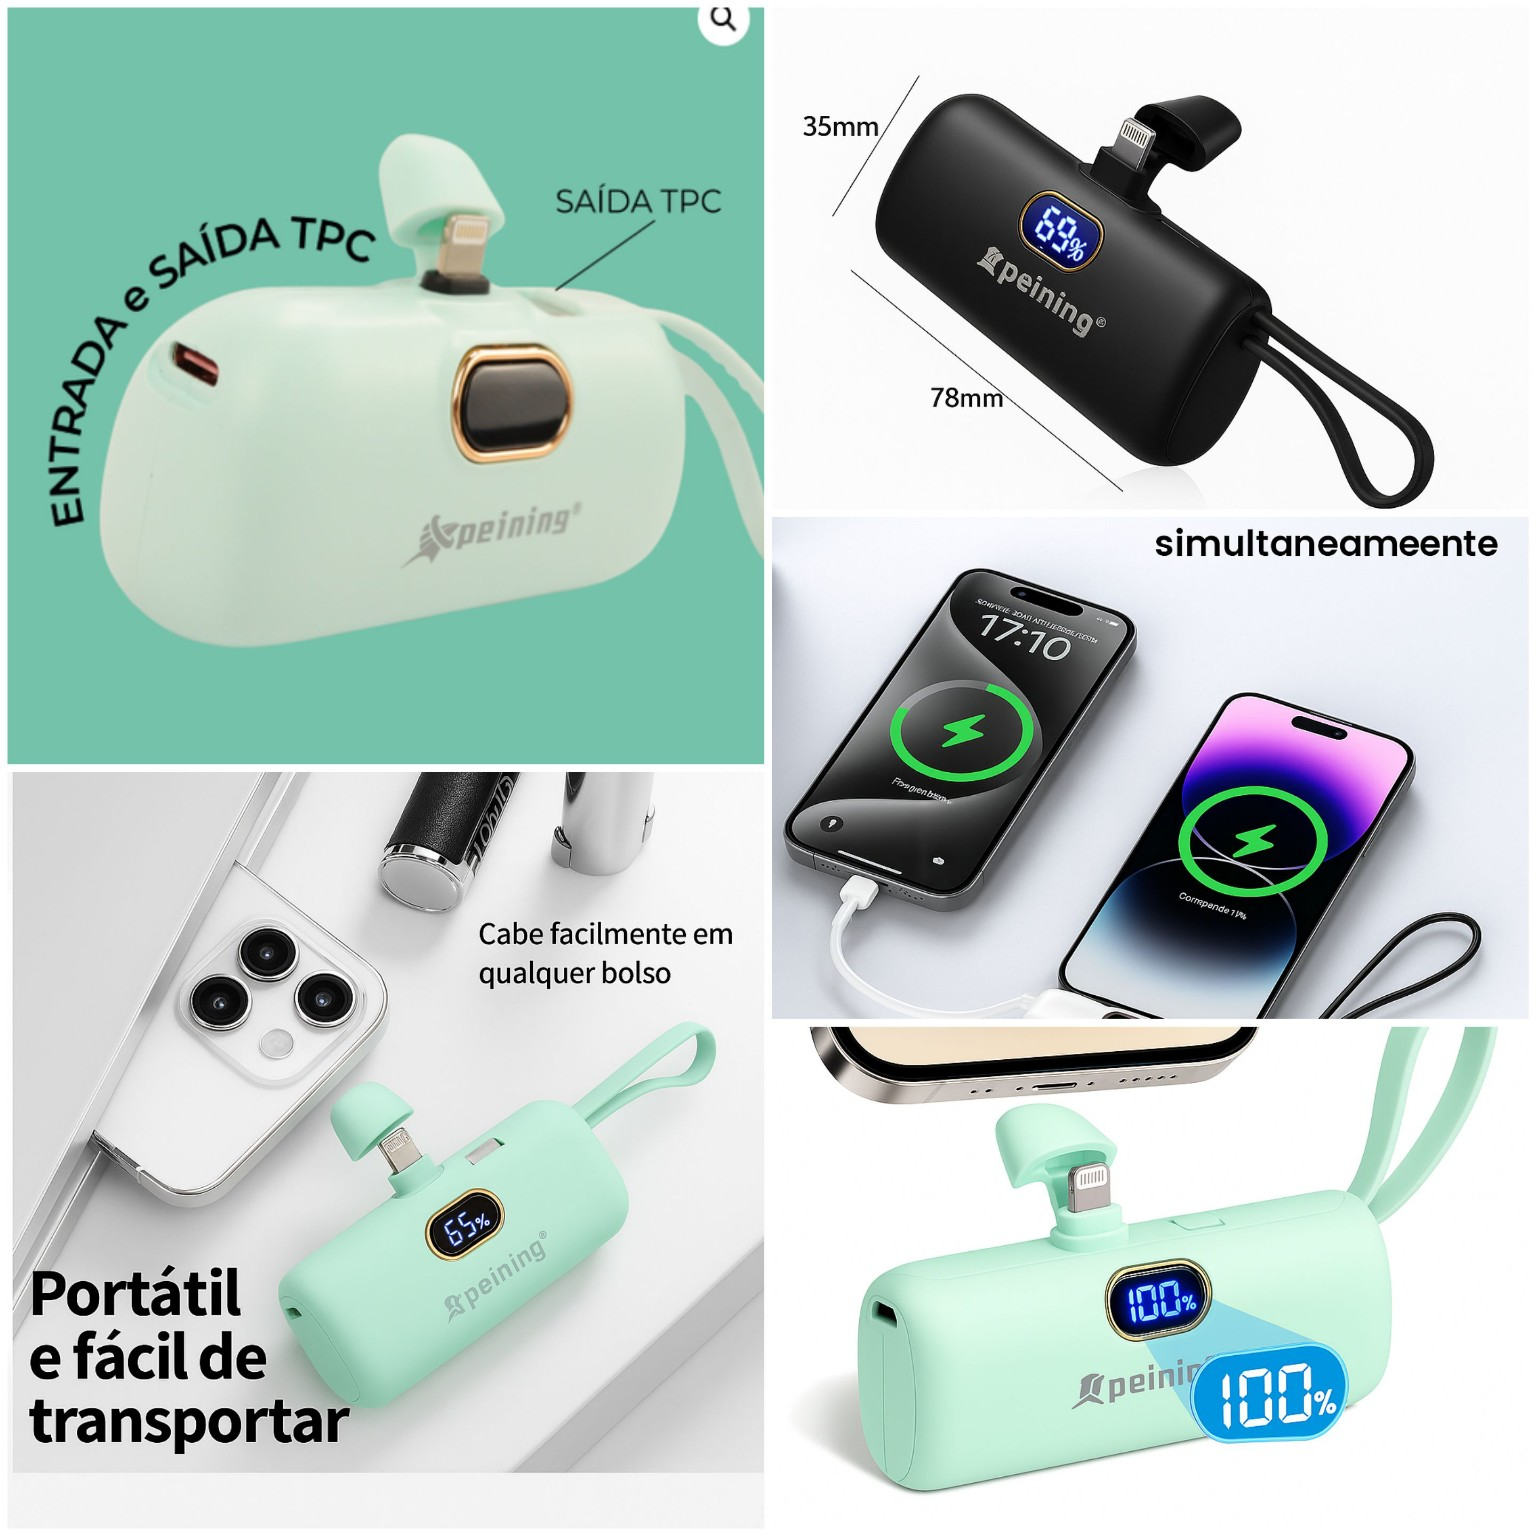 ENTRADA e SAÍDA TPC
SAÍDA TPC
peining®
35mm
69%
peining®
78mm
simultaneameente
17:10
Cabe facilmente em
qualquer bolso
65%
peining®
Portátil
e fácil de
transportar
100%
100%